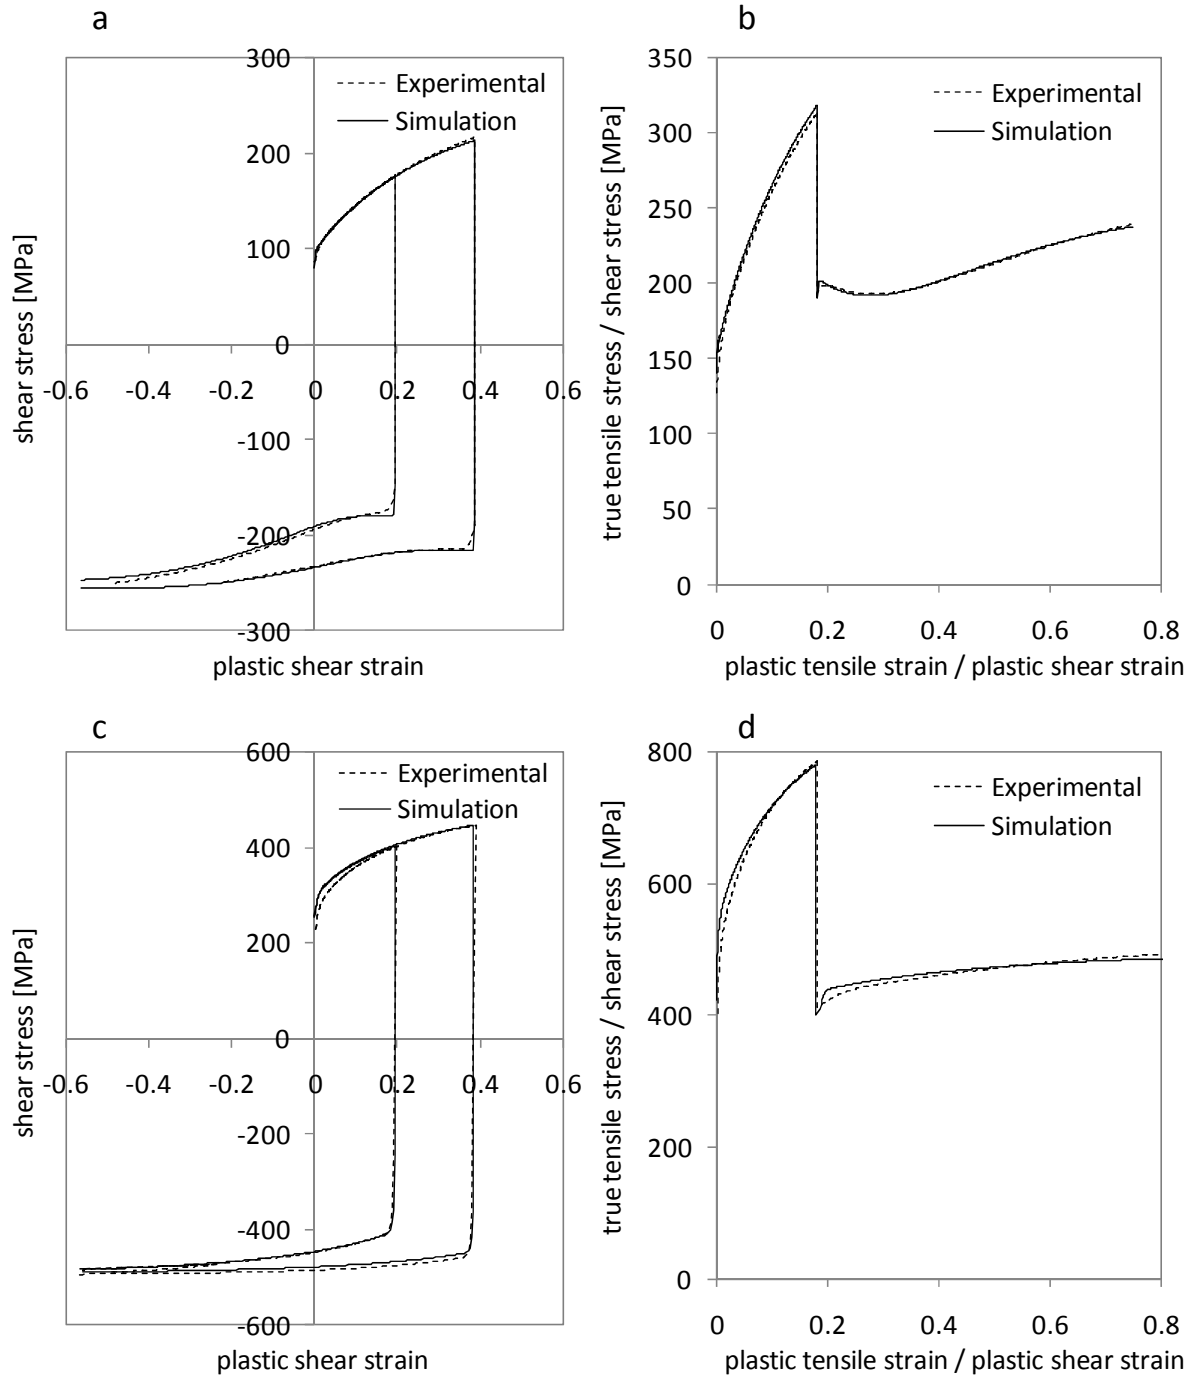 a
300
Experimental
Simulation
200
100
0
-0.6 -0.4 -0.2 0 0.2 0.4 0.6
-100
-200
-300
shear stress [MPa]
plastic shear strain
b
350
Experimental
300
Simulation
250
200
150
100
50
0
0 0.2 0.4 0.6 0.8
true tensile stress / shear stress [MPa]
plastic tensile strain / plastic shear strain
c
600
Experimental
Simulation
400
200
0
-0.6 -0.4 -0.2 0 0.2 0.4 0.6
-200
-400
-600
shear stress [MPa]
plastic shear strain
d
800
Experimental
Simulation
600
400
200
0
0 0.2 0.4 0.6 0.8
true tensile stress / shear stress [MPa]
plastic tensile strain / plastic shear strain